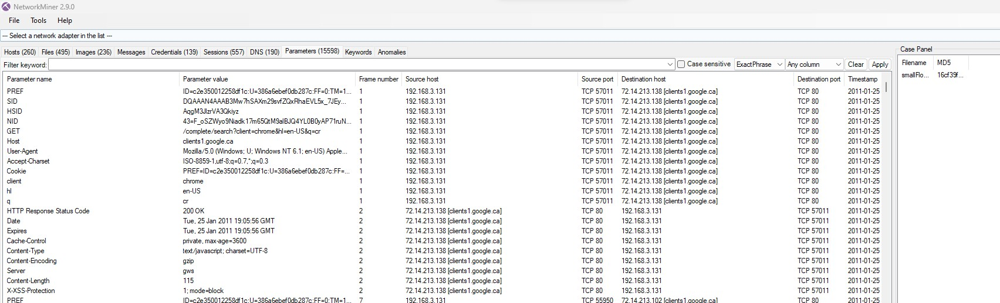 NetworkMiner 2.9.0
File Tools Help
--- Select a network adapter in the list ---
Hosts (260) Files (495) Images (236) Messages Credentials (139) Sessions (557) DNS (190) Parameters (15598) Keywords Anomalies Case Panel
Filter keyword: Case sensitive ExactPhrase Any column Clear Apply Filename MD5
Parameter name Parameter value Frame number Source host Source port Destination host Destination port Timestamp smallFlo... 16cf39f...
PREF ID=c2e350012258df1c:U=386a6ebef0db287c:FF=0:TM=1... 1 192.168.3.131 TCP 57011 72.14.213.138 [clients1.google.ca] TCP 80 2011-01-25
SID DQAAAN4AAAB3Mw7hSAXm29svfZQxRhaEVL5x_7JEy... 1 192.168.3.131 TCP 57011 72.14.213.138 [clients1.google.ca] TCP 80 2011-01-25
HSID AqgM3JlzrVA3Qkiyz 1 192.168.3.131 TCP 57011 72.14.213.138 [clients1.google.ca] TCP 80 2011-01-25
NID 43=F_oSZWyo9Niadk17m65QtM9alBJQ4YL0B0yAP71ruN... 1 192.168.3.131 TCP 57011 72.14.213.138 [clients1.google.ca] TCP 80 2011-01-25
GET /complete/search?client=chrome&hl=en-US&q=cr 1 192.168.3.131 TCP 57011 72.14.213.138 [clients1.google.ca] TCP 80 2011-01-25
Host clients1.google.ca 1 192.168.3.131 TCP 57011 72.14.213.138 [clients1.google.ca] TCP 80 2011-01-25
User-Agent Mozilla/5.0 (Windows; U; Windows NT 6.1; en-US) Apple... 1 192.168.3.131 TCP 57011 72.14.213.138 [clients1.google.ca] TCP 80 2011-01-25
Accept-Charset ISO-8859-1,utf-8;q=0.7,*;q=0.3 1 192.168.3.131 TCP 57011 72.14.213.138 [clients1.google.ca] TCP 80 2011-01-25
Cookie PREF=ID=c2e350012258df1c:U=386a6ebef0db287c:FF=... 1 192.168.3.131 TCP 57011 72.14.213.138 [clients1.google.ca] TCP 80 2011-01-25
client chrome 1 192.168.3.131 TCP 57011 72.14.213.138 [clients1.google.ca] TCP 80 2011-01-25
hl en-US 1 192.168.3.131 TCP 57011 72.14.213.138 [clients1.google.ca] TCP 80 2011-01-25
q cr 1 192.168.3.131 TCP 57011 72.14.213.138 [clients1.google.ca] TCP 80 2011-01-25
HTTP Response Status Code 200 OK 2 72.14.213.138 [clients1.google.ca] TCP 80 192.168.3.131 TCP 57011 2011-01-25
Date Tue, 25 Jan 2011 19:05:56 GMT 2 72.14.213.138 [clients1.google.ca] TCP 80 192.168.3.131 TCP 57011 2011-01-25
Expires Tue, 25 Jan 2011 19:05:56 GMT 2 72.14.213.138 [clients1.google.ca] TCP 80 192.168.3.131 TCP 57011 2011-01-25
Cache-Control private, max-age=3600 2 72.14.213.138 [clients1.google.ca] TCP 80 192.168.3.131 TCP 57011 2011-01-25
Content-Type text/javascript; charset=UTF-8 2 72.14.213.138 [clients1.google.ca] TCP 80 192.168.3.131 TCP 57011 2011-01-25
Content-Encoding gzip 2 72.14.213.138 [clients1.google.ca] TCP 80 192.168.3.131 TCP 57011 2011-01-25
Server gws 2 72.14.213.138 [clients1.google.ca] TCP 80 192.168.3.131 TCP 57011 2011-01-25
Content-Length 115 2 72.14.213.138 [clients1.google.ca] TCP 80 192.168.3.131 TCP 57011 2011-01-25
X-XSS-Protection 1; mode=block 2 72.14.213.138 [clients1.google.ca] TCP 80 192.168.3.131 TCP 57011 2011-01-25
PREF ID=c2e350012258df1c:U=386a6ebef0db287c:FF=0:TM=1... 7 192.168.3.131 TCP 55950 72.14.213.102 [clients1.google.ca] TCP 80 2011-01-25